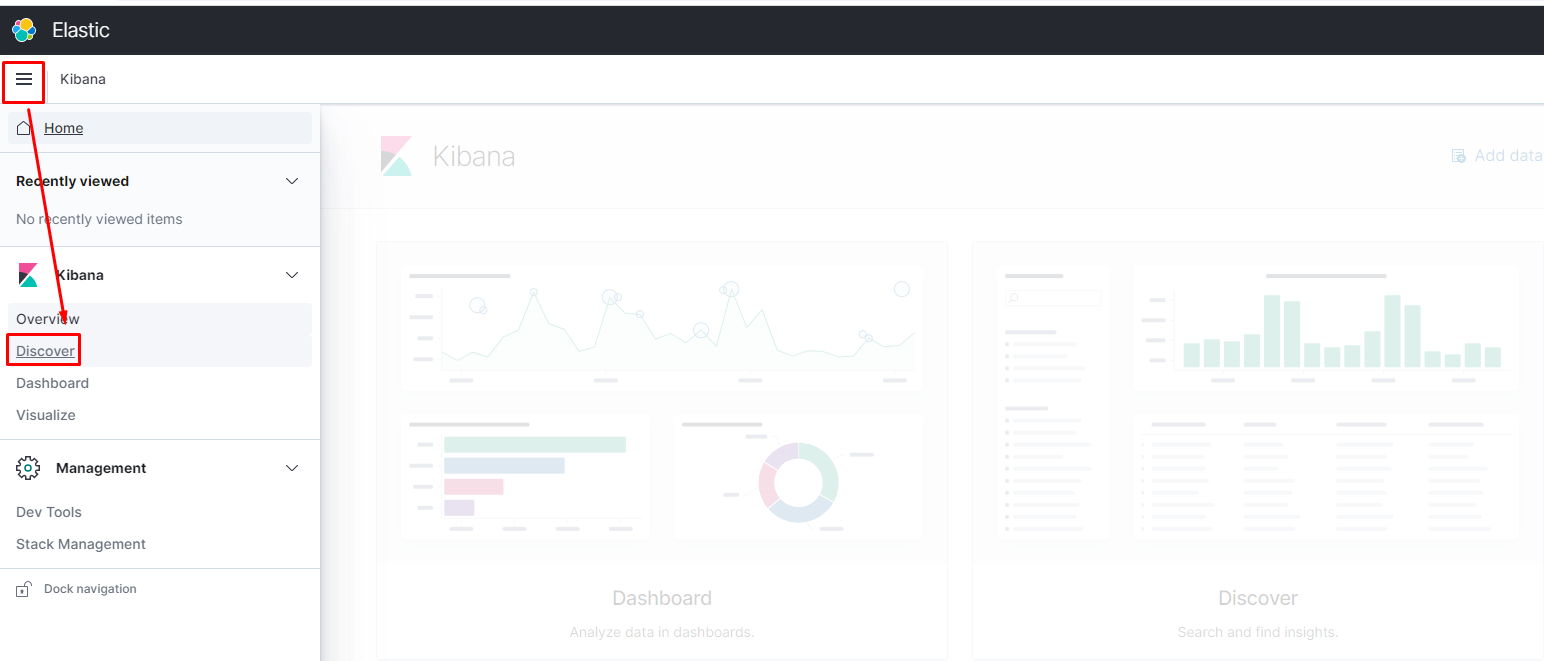 Elastic
Kibana
Home
Recently viewed
No recently viewed items
Kibana
Overview
Discover
Dashboard
Visualize
Management
Dev Tools
Stack Management
Dock navigation
Kibana
Add data
Dashboard
Analyze data in dashboards.
Discover
Search and find insights.